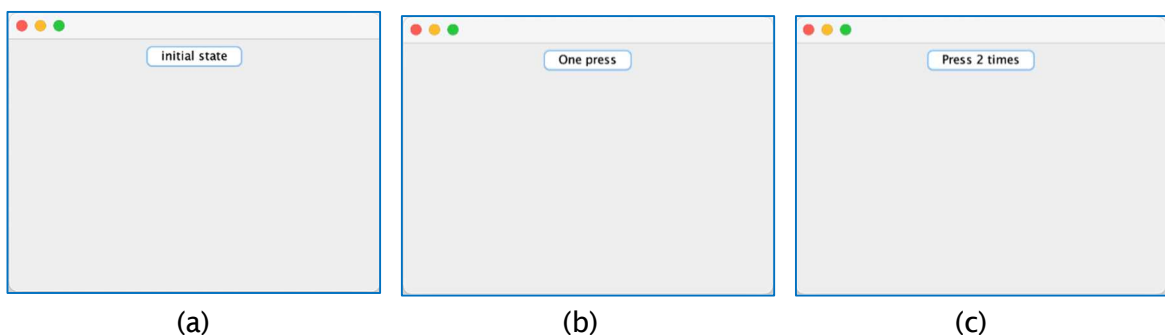 initial state
One press
Press 2 times
(a)
(b)
(c)